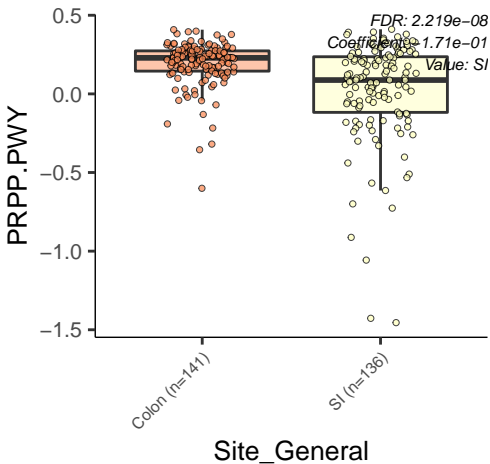 FDR: 2.219e−08
Coefficient: −1.71e−01
Value: SI
0.5
0.0
−0.5
−1.0
−1.5
PRPP.PWY
Colon (n=141)
SI (n=136)
Site_General